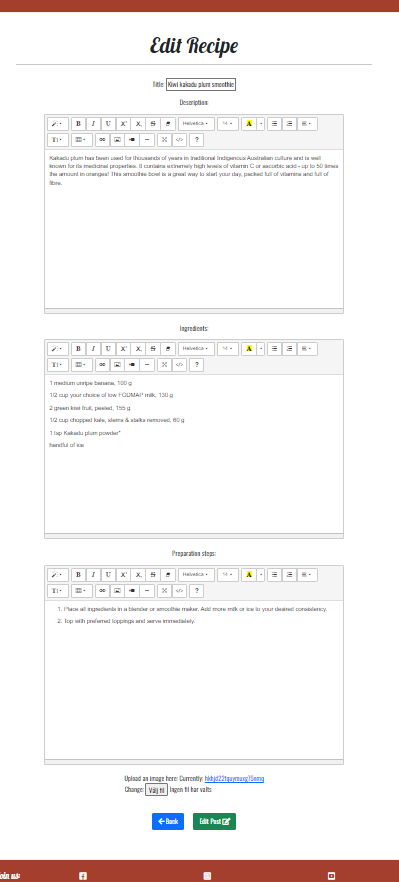 Edit Recipe
Title: Kiwi kakadu plum smoothie
Description:
B I U X² X₂ S
Helvetica
A
T!
</>
?
Kakadu plum has been used for thousands of years in traditional Indigenous Australian culture and is well
known for its medicinal properties. It contains extremely high levels of vitamin C or ascorbic acid - up to 50 times
the amount in oranges! This smoothie bowl is a great way to start your day, packed full of vitamins and full of
fibre.
Ingredients:
B I U X² X₂ S
Helvetica
A
T!
</>
?
1 medium unripe banana, 100 g
1/2 cup your choice of low FODMAP milk, 130 g
2 green kiwi fruit, peeled, 155 g
1/2 cup chopped kale, stems & stalks removed, 60 g
1 tsp Kakadu plum powder*
handful of ice
Preparation steps:
B I U X² X₂ S
Helvetica
A
T!
</>
?
1. Place all ingredients in a blender or smoothie maker. Add more milk or ice to your desired consistency.
2. Top with preferred toppings and serve immediately.
Upload an image here: Currently:
Change: Välj fil Ingen fil har valts
Back Edit Post
Join us: